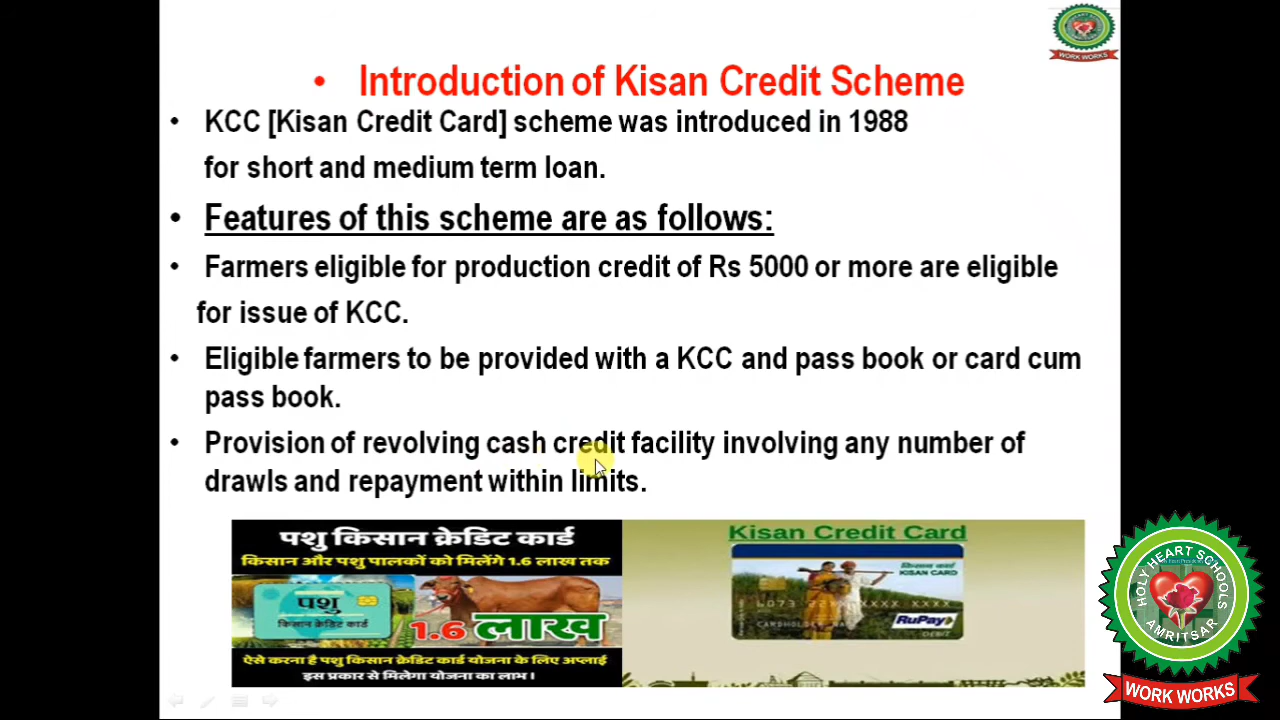 Introduction of Kisan Credit Scheme
KCC [Kisan Credit Card] scheme was introduced in 1988
for short and medium term loan.
Features of this scheme are as follows:
Farmers eligible for production credit of Rs 5000 or more are eligible
for issue of KCC.
Eligible farmers to be provided with a KCC and pass book or card cum
pass book.
Provision of revolving cash credit facility involving any number of
drawls and repayment within limits.
पशु किसान क्रेडिट कार्ड
किसान और पशु पालकों को मिलेंगे 1.6 लाख तक
पशु
किसान क्रेडिट कार्ड
1.6 लाख
ऐसे करना है पशु किसान क्रेडिट कार्ड योजना के लिए अप्लाई
इस प्रकार से मिलेगा योजना का लाभ।
Kisan Credit Card
किसान कार्ड
KISAN CARD
XXXX XXXX
RuPay
DEBIT
HOLY HEART SCHOOLS
AMRITSAR
WORK WORKS
WORK WORKS